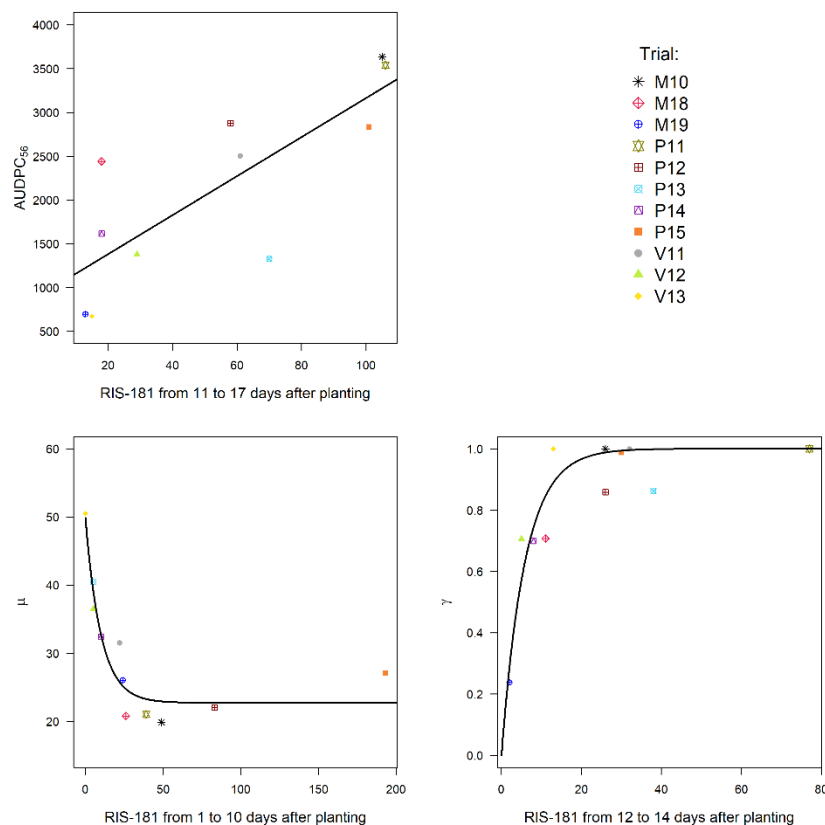 4000
3500
3000
2500
2000
1500
1000
500
AUDPC56
20 40 60 80 100
RIS-181 from 11 to 17 days after planting
Trial:
M10
M18
M19
P11
P12
P13
P14
P15
V11
V12
V13
60
50
40
30
20
μ
0 50 100 150 200
RIS-181 from 1 to 10 days after planting
1.0
0.8
0.6
0.4
0.2
0.0
γ
0 20 40 60 80
RIS-181 from 12 to 14 days after planting